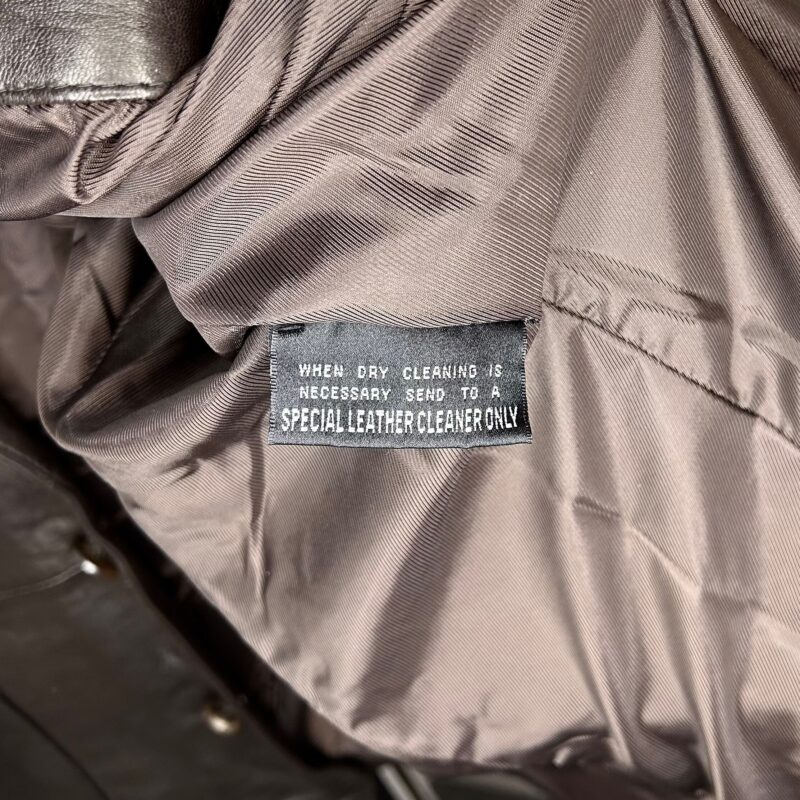 WHEN DRY CLEANING IS
NECESSARY SEND TO A
SPECIAL LEATHER CLEANER ONLY